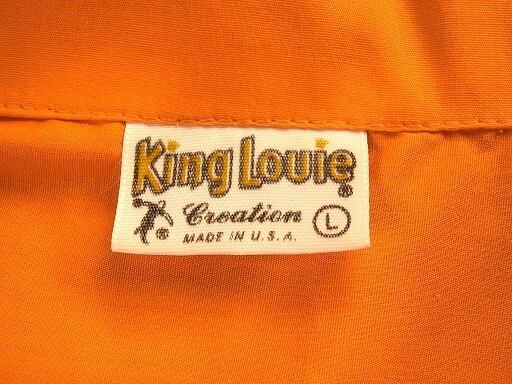 King Louie ®
Creation Ⓛ
MADE IN U.S.A.